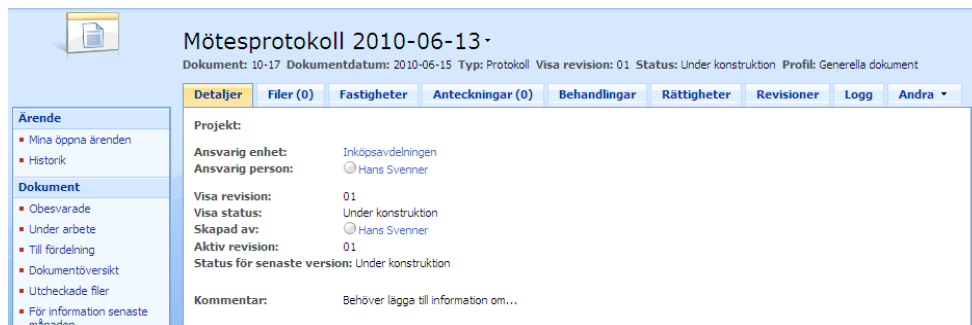 Mötesprotokoll 2010-06-13
Dokument: 10-17 Dokumentdatum: 2010-06-15 Typ: Protokoll Visa revision: 01 Status: Under konstruktion Profil: Generella dokument
Detaljer Filer (0) Fastigheter Anteckningar (0) Behandlingar Rättigheter Revisioner Logg Andra
Ärende
Mina öppna ärenden
Historik
Dokument
Obesvarade
Under arbete
Till fördelning
Dokumentöversikt
Utcheckade filer
För information senaste
månaden
Projekt:
Ansvarig enhet: Inköpsavdelningen
Ansvarig person: Hans Svenner
Visa revision: 01
Visa status: Under konstruktion
Skapad av: Hans Svenner
Aktiv revision: 01
Status för senaste version: Under konstruktion
Kommentar: Behöver lägga till information om...